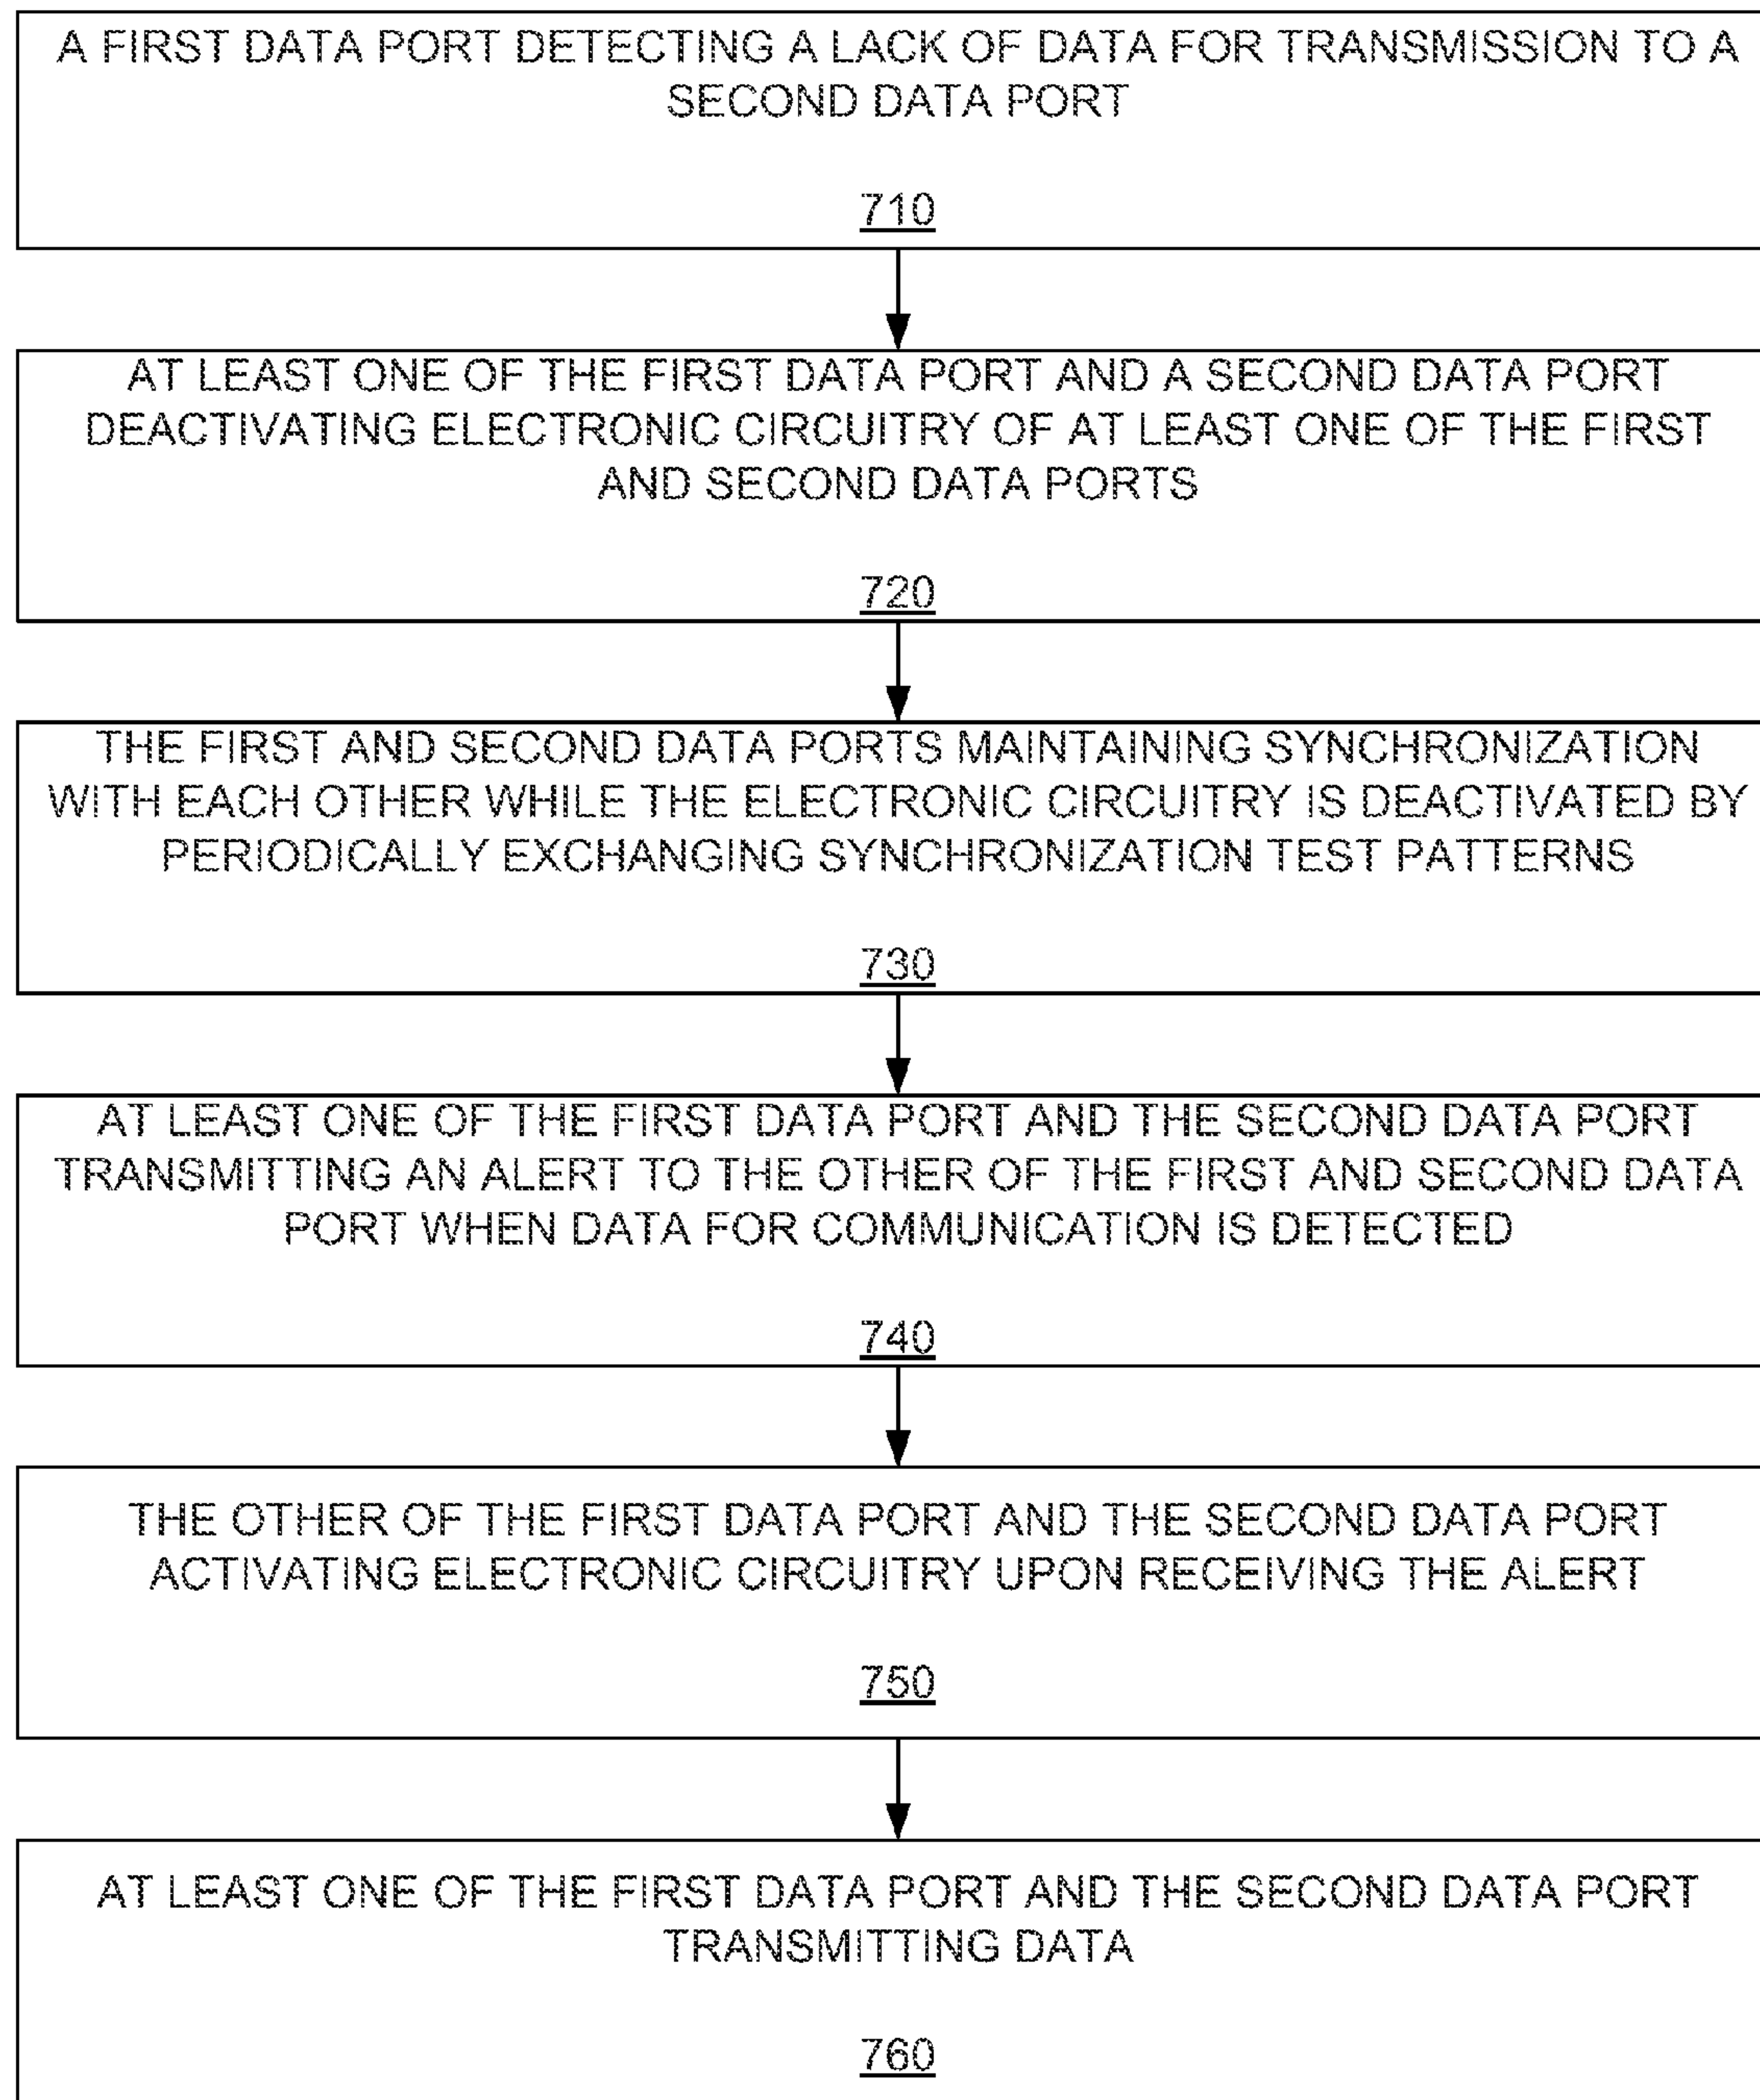 A FIRST DATA PORT DETECTING A LACK OF DATA FOR TRANSMISSION TO A
SECOND DATA PORT
710
AT LEAST ONE OF THE FIRST DATA PORT AND A SECOND DATA PORT
DEACTIVATING ELECTRONIC CIRCUITRY OF AT LEAST ONE OF THE FIRST
AND SECOND DATA PORTS
720
THE FIRST AND SECOND DATA PORTS MAINTAINING SYNCHRONIZATION
WITH EACH OTHER WHILE THE ELECTRONIC CIRCUITRY IS DEACTIVATED BY
PERIODICALLY EXCHANGING SYNCHRONIZATION TEST PATTERNS
730
AT LEAST ONE OF THE FIRST DATA PORT AND THE SECOND DATA PORT
TRANSMITTING AN ALERT TO THE OTHER OF THE FIRST AND SECOND DATA
PORT WHEN DATA FOR COMMUNICATION IS DETECTED
740
THE OTHER OF THE FIRST DATA PORT AND THE SECOND DATA PORT
ACTIVATING ELECTRONIC CIRCUITRY UPON RECEIVING THE ALERT
750
AT LEAST ONE OF THE FIRST DATA PORT AND THE SECOND DATA PORT
TRANSMITTING DATA
760